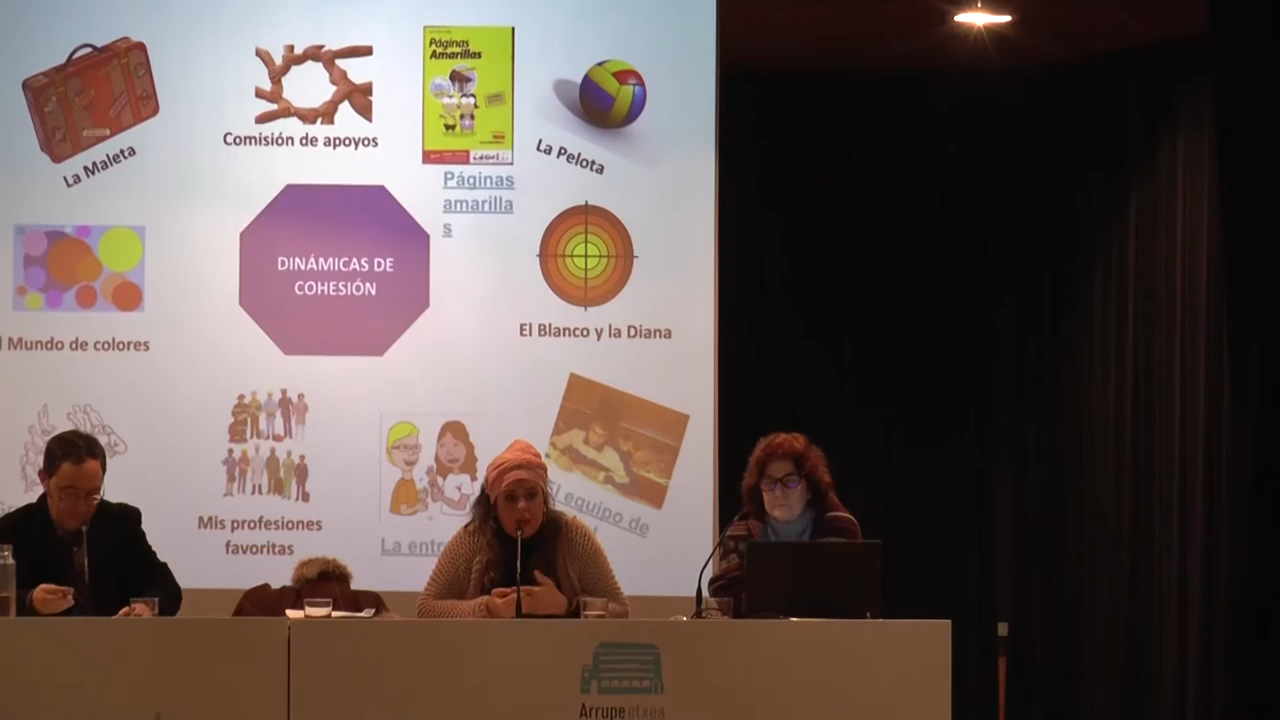 Páginas
Amarillas
La Maleta
Comisión de apoyos
La Pelota
Páginas
amarilla
s
DINÁMICAS DE
COHESIÓN
Mundo de colores
El Blanco y la Diana
Mis profesiones
favoritas
La entr
El equipo de
Arrupe etxea